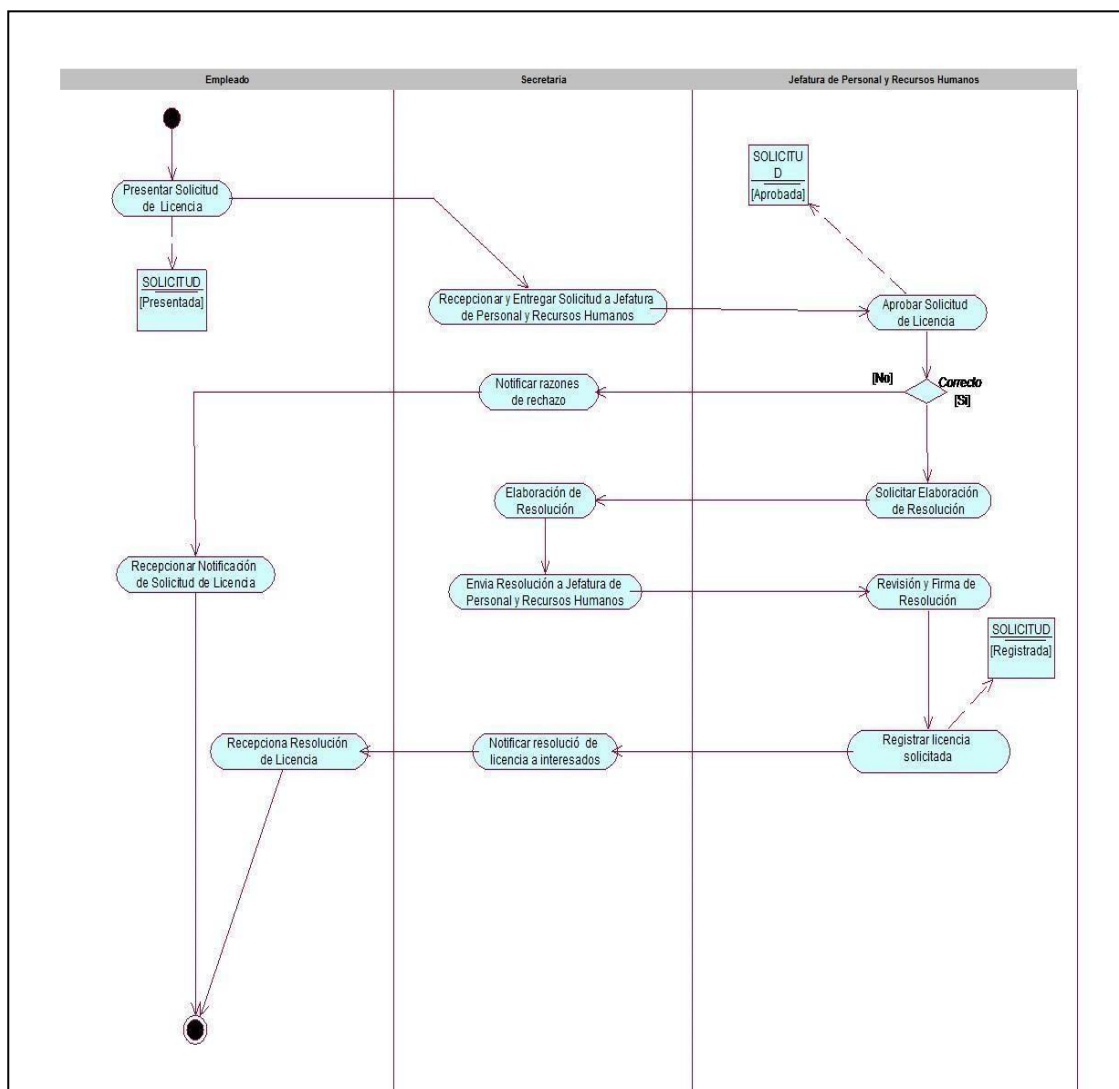 Empleado
Secretaria
Jefatura de Personal y Recursos Humanos
SOLICITU
D
[Aprobada]
Presentar Solicitud
de Licencia
SOLICITUD
[Presentada]
Recepcionar y Entregar Solicitud a Jefatura
de Personal y Recursos Humanos
Aprobar Solicitud
de Licencia
[No]
Correcto
[Si]
Notificar razones
de rechazo
Elaboración de
Resolución
Solicitar Elaboración
de Resolución
Recepcionar Notificación
de Solicitud de Licencia
Envia Resolución a Jefatura de
Personal y Recursos Humanos
Revisión y Firma de
Resolución
SOLICITUD
[Registrada]
Recepciona Resolución
de Licencia
Notificar resolució de
licencia a interesados
Registrar licencia
solicitada